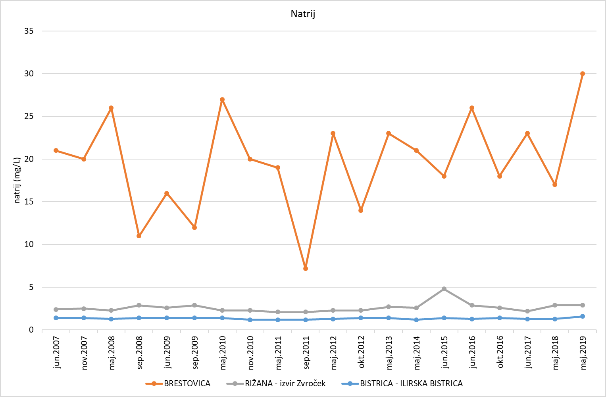 Natrij
natrij (mg/L)
35
30
25
20
15
10
5
0
jun.2007
nov.2007
maj.2008
sep.2008
jun.2009
sep.2009
maj.2010
nov.2010
maj.2011
sep.2011
maj.2012
okt.2012
maj.2013
maj.2014
jun.2015
jun.2016
okt.2016
jun.2017
maj.2018
maj.2019
BRESTOVICA
RIŽANA - izvir Zvroček
BISTRICA - ILIRSKA BISTRICA